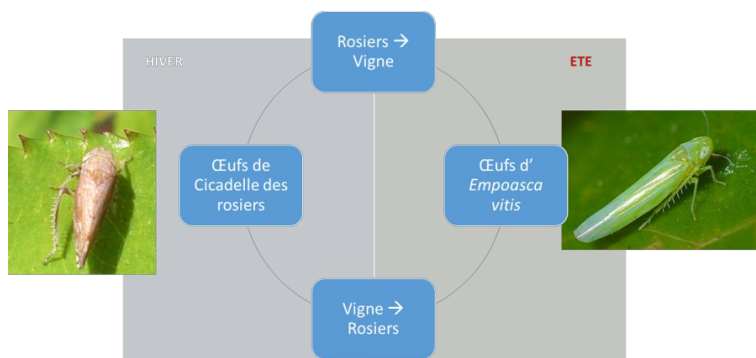 Rosiers →
Vigne
HIVER
ETE
Œufs de
Cicadelle des
rosiers
Œufs d’
Empoasca
vitis
Vigne →
Rosiers